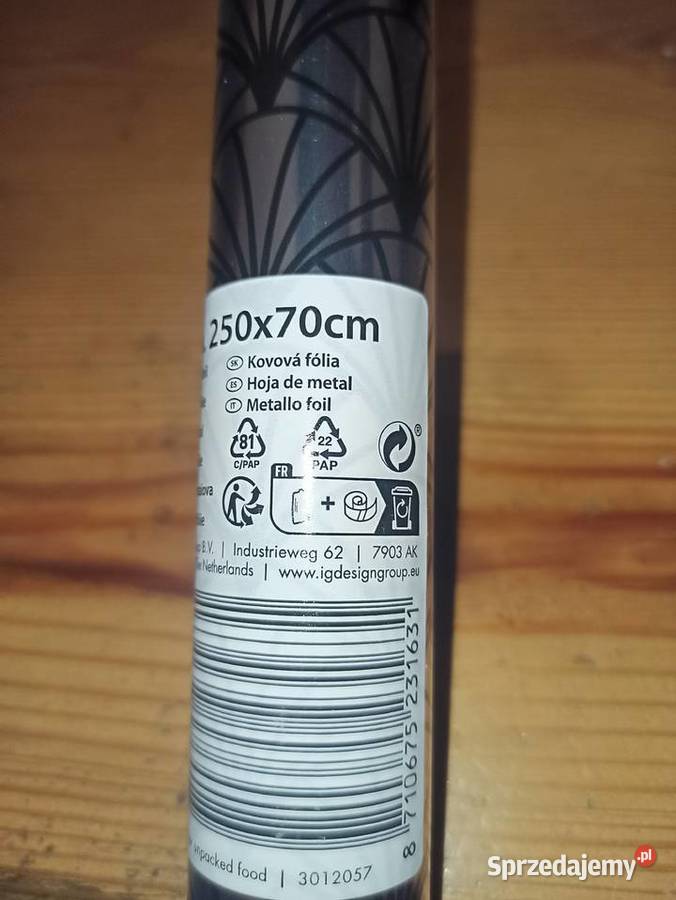 250x70cm
SK Kovová fólia
ES Hoja de metal
IT Metallo foil
81 22
C/PAP PAP
®
FR
+
B.V. | Industrieweg 62 | 7903 AK
Netherlands | www.igdesigngroup.eu
8 710675 231631
unpacked food | 3012057
Sprzedajemy.pl